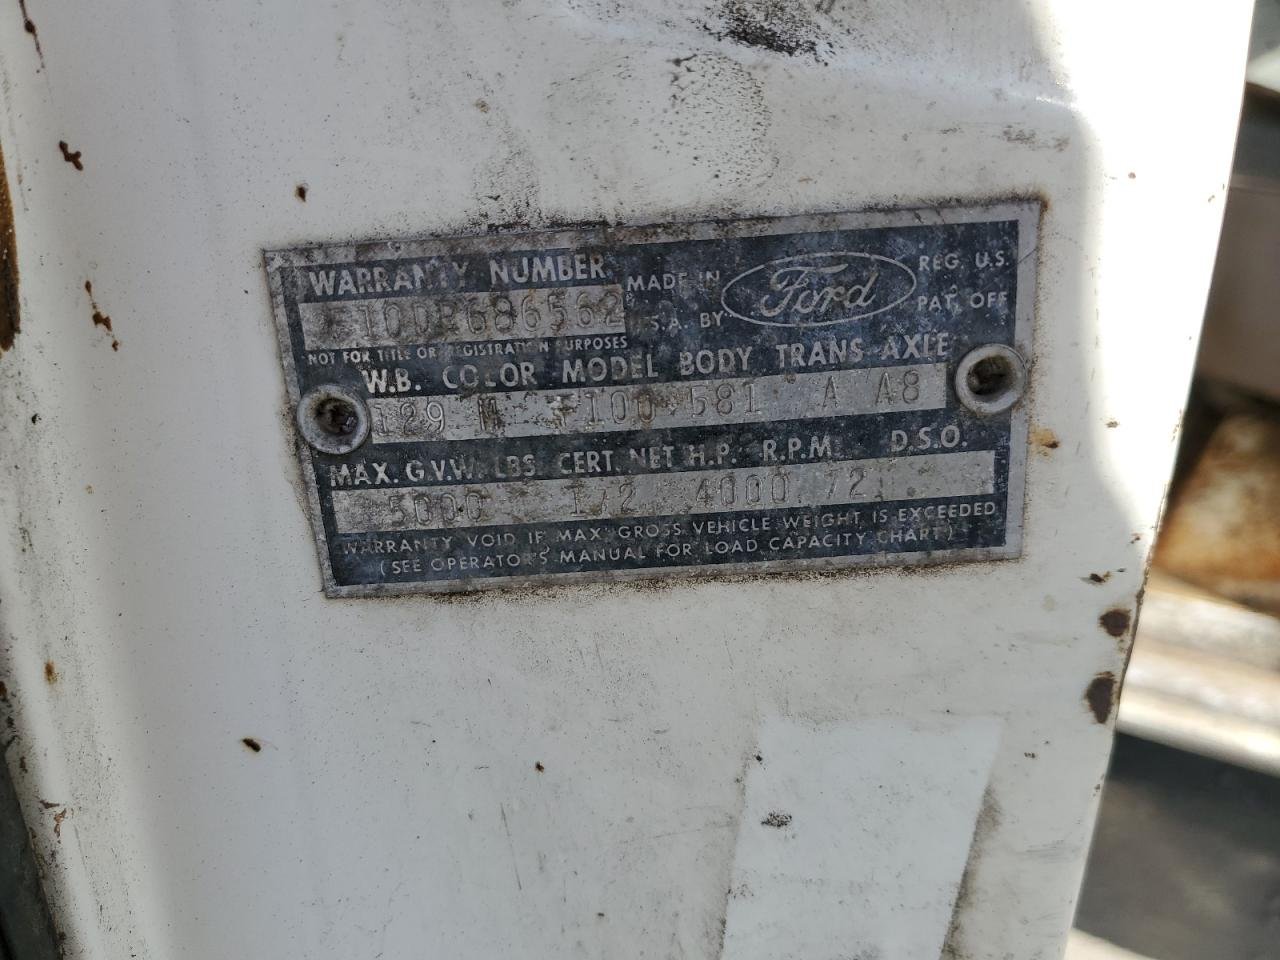 WARRANTY NUMBER
MADE IN
Ford
REG. U.S.
F10DR686562
S.A. BY
PAT. OFF
NOT FOR TITLE OR REGISTRATION PURPOSES
W.B. COLOR MODEL BODY TRANS AXLE
129 M F100 581 A A8
MAX. G.V.W. LBS CERT. NET H.P. R.P.M. D.S.O.
5000 172 4000 72
WARRANTY VOID IF MAX GROSS VEHICLE WEIGHT IS EXCEEDED
(SEE OPERATOR'S MANUAL FOR LOAD CAPACITY CHART)